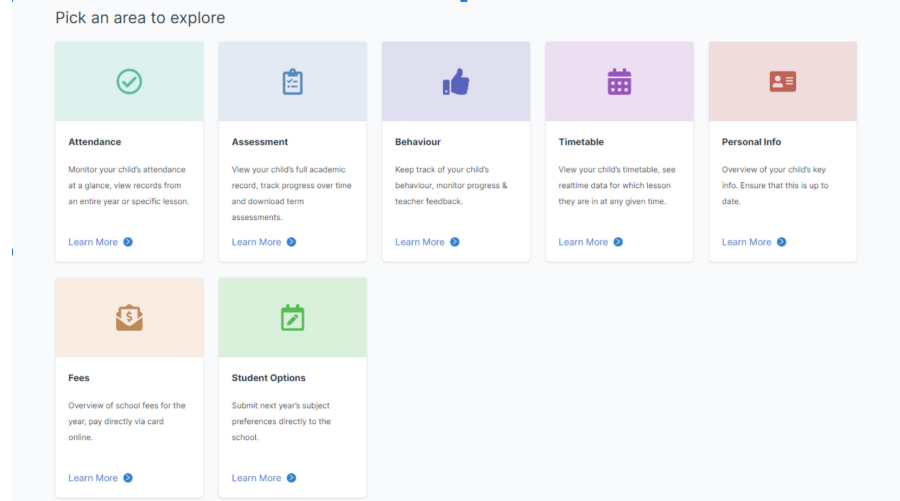 Pick an area to explore
Attendance
Monitor your child's attendance
at a glance, view records from
an entire year or specific lesson.
Learn More
Assessment
View your child's full academic
record, track progress over time
and download term
assessments.
Learn More
Behaviour
Keep track of your child's
behaviour, monitor progress &
teacher feedback.
Learn More
Timetable
View your child's timetable, see
realtime data for which lesson
they are in at any given time.
Learn More
Personal Info
Overview of your child's key
info. Ensure that this is up to
date.
Learn More
$
Fees
Overview of school fees for the
year, pay directly via card
online.
Learn More
Student Options
Submit next year's subject
preferences directly to the
school.
Learn More